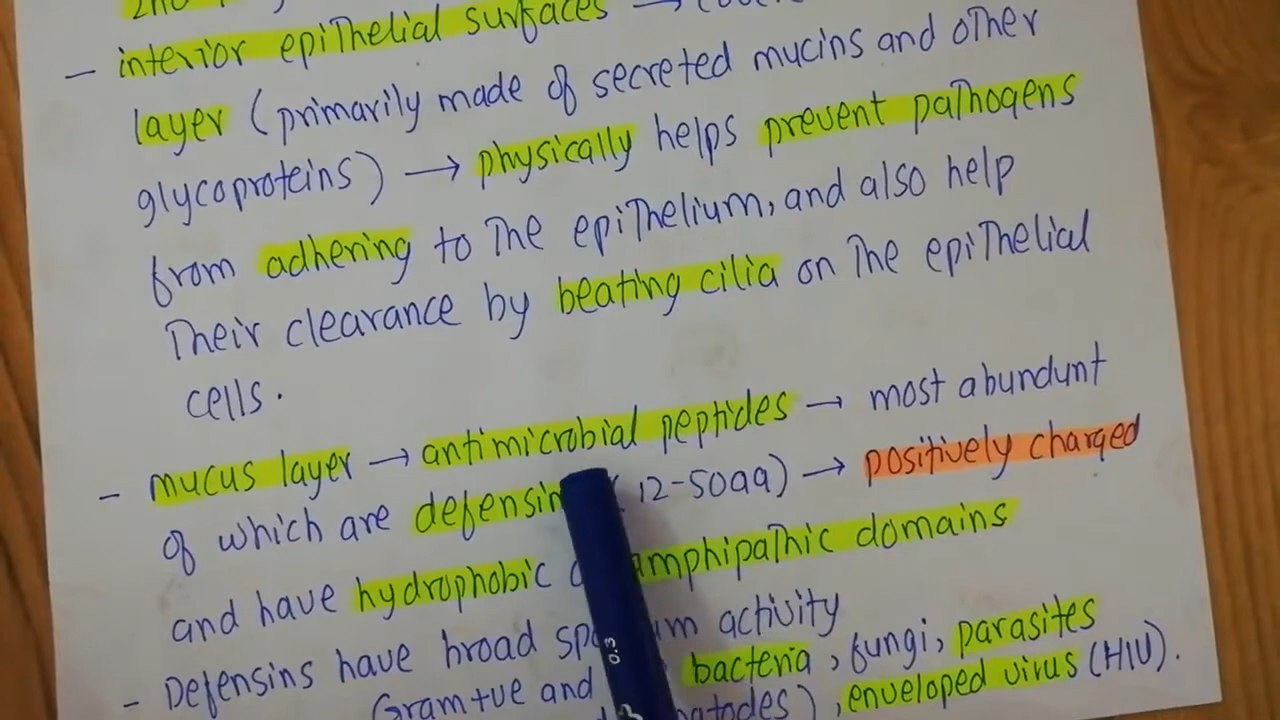 – interior epithelial surfaces →
layer (primarily made of secreted mucins and other
glycoproteins) → physically helps prevent pathogens
from adhering to the epithelium, and also help
their clearance by beating cilia on the epithelial
cells.
– mucus layer → antimicrobial peptides → most abundunt
of which are defensin (12-50aa) → positively charged
and have hydrophobic amphipathic domains
– Defensins have broad activity
Gram+ve and bacteria, fungi, parasites
), enveloped virus (HIV).
0.3